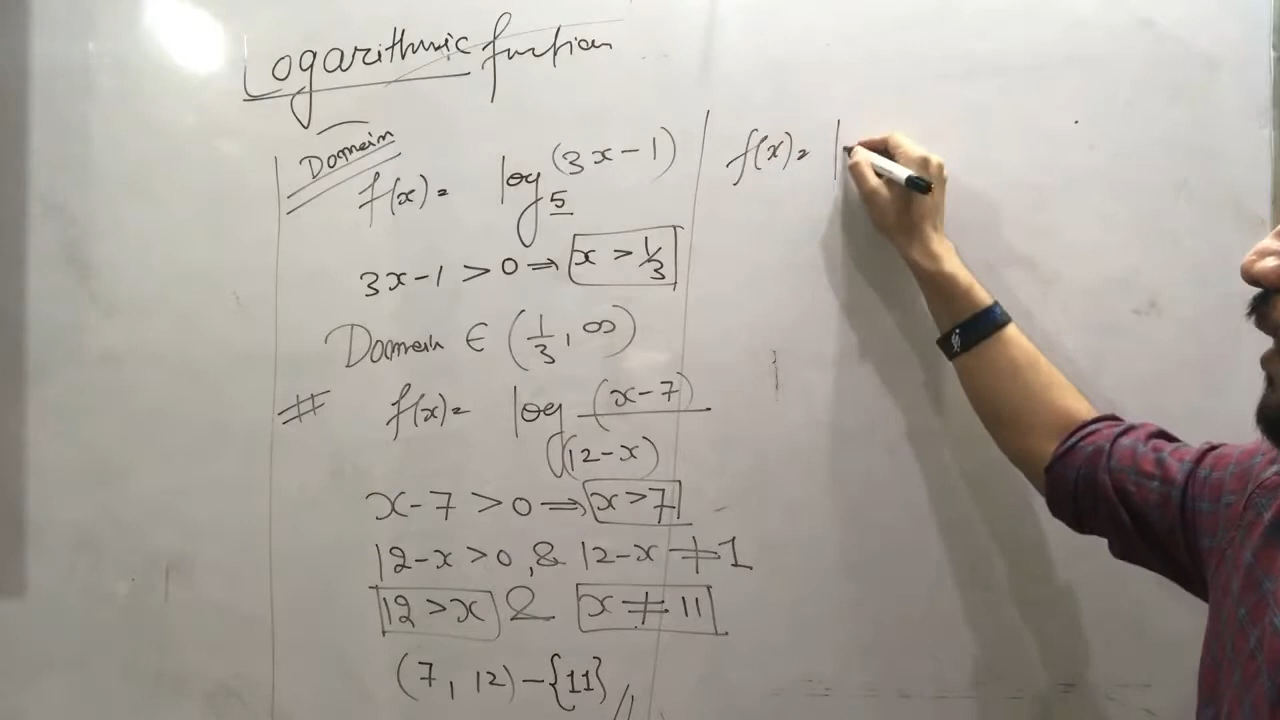 Logarithmic function
Domain
f(x) = log₅(3x-1)
3x-1 > 0 ⇒ x > 1/3
Domain ∈ (1/3, ∞)
# f(x) = log (x-7)
(12-x)
x-7 > 0 ⇒ x > 7
12-x > 0, & 12-x ≠ 1
12 > x & x ≠ 11
(7, 12) - {11} //
f(x) =